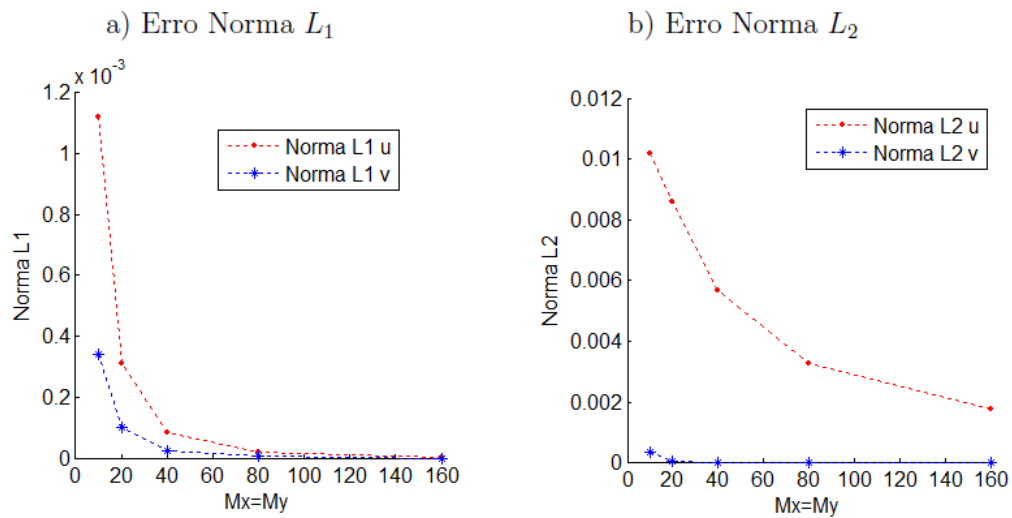 a) Erro Norma L₁
x 10⁻³
1.2
1
0.8
0.6
0.4
0.2
0
Norma L1
0 20 40 60 80 100 120 140 160
Mx=My
Norma L1 u
Norma L1 v
b) Erro Norma L₂
0.012
0.01
0.008
0.006
0.004
0.002
0
Norma L2
0 20 40 60 80 100 120 140 160
Mx=My
Norma L2 u
Norma L2 v